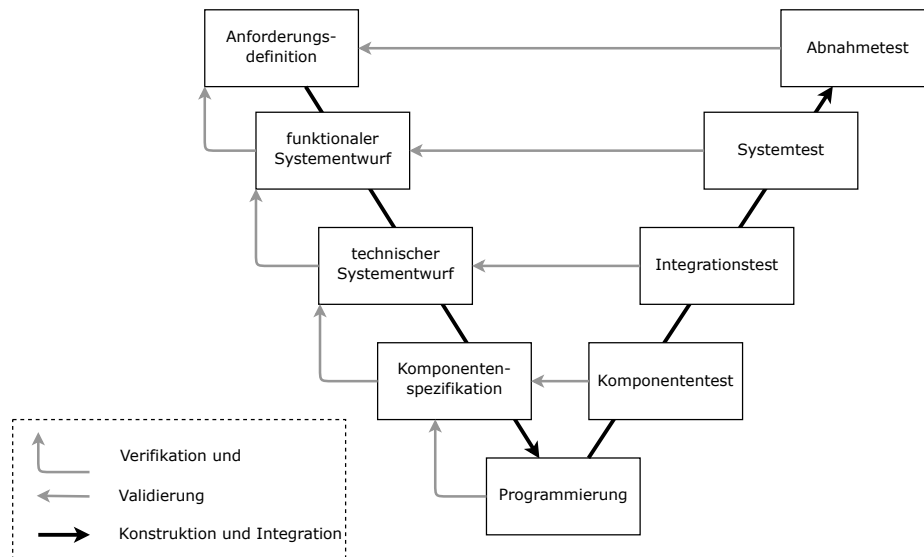 Anforderungs-
definition
Abnahmetest
funktionaler
Systementwurf
Systemtest
technischer
Systementwurf
Integrationstest
Komponenten-
spezifikation
Komponententest
Programmierung
Verifikation und
Validierung
Konstruktion und Integration